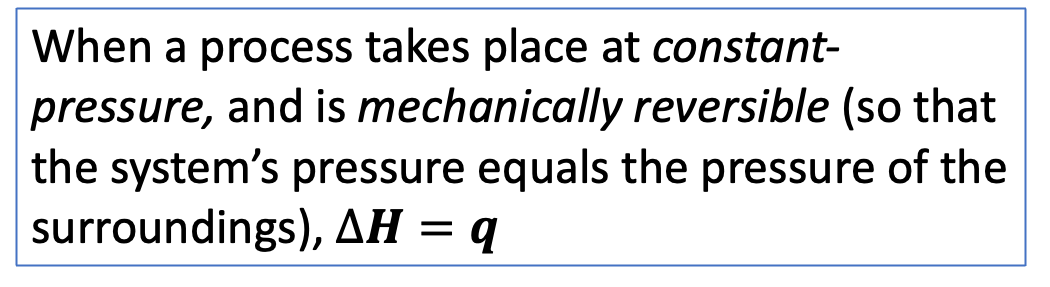 When a process takes place at constant-
pressure, and is mechanically reversible (so that
the system’s pressure equals the pressure of the
surroundings), ΔH = q